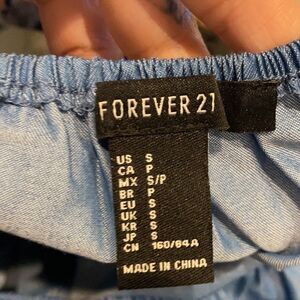 FOREVER 21
US S
CA P
MX S/P
BR P
EU S
UK S
KR S
JP S
CN 160/84A
MADE IN CHINA